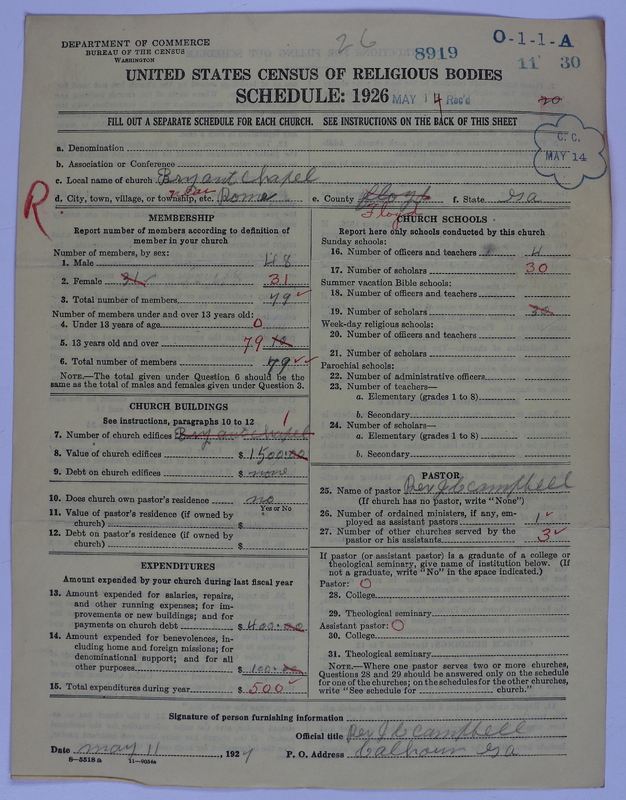 DEPARTMENT OF COMMERCE
BUREAU OF THE CENSUS
WASHINGTON
26
8919
O-1-1-A
11 30
UNITED STATES CENSUS OF RELIGIOUS BODIES
SCHEDULE: 1926
MAY 14 Rec'd
FILL OUT A SEPARATE SCHEDULE FOR EACH CHURCH. SEE INSTRUCTIONS ON THE BACK OF THIS SHEET
C. C.
MAY 14
a. Denomination
b. Association or Conference
c. Local name of church Bryant Chapel
R
d. City, town, village, or township, etc. near Rome e. County Floyd f. State Ga
Floyd
MEMBERSHIP
Report number of members according to definition of member in your church
Number of members, by sex:
1. Male 48
2. Female 31 31
3. Total number of members 79
Number of members under and over 13 years old:
4. Under 13 years of age 0
5. 13 years old and over 79
6. Total number of members 79
NOTE.—The total given under Question 6 should be the
same as the total of males and females given under Question 3.
CHURCH BUILDINGS
See instructions, paragraphs 10 to 12
1
7. Number of church edifices Bryant Chapel
8. Value of church edifices $ 1500.00
9. Debt on church edifices $ none
10. Does church own pastor's residence no
Yes or No
11. Value of pastor's residence (if owned by
church) $
12. Debt on pastor's residence (if owned by
church) $
EXPENDITURES
Amount expended by your church during last fiscal year
13. Amount expended for salaries, repairs,
and other running expenses; for im-
provements or new buildings; and for
payments on church debt $ 400.00
14. Amount expended for benevolences, in-
cluding home and foreign missions; for
denominational support; and for all
other purposes $ 100.00
15. Total expenditures during year $ 500
CHURCH SCHOOLS
Report here only schools conducted by this church
Sunday schools:
16. Number of officers and teachers 4
17. Number of scholars 30
Summer vacation Bible schools:
18. Number of officers and teachers
19. Number of scholars 30
Week-day religious schools:
20. Number of officers and teachers
21. Number of scholars
Parochial schools:
22. Number of administrative officers
23. Number of teachers—
a. Elementary (grades 1 to 8)
b. Secondary
24. Number of scholars—
a. Elementary (grades 1 to 8)
b. Secondary
PASTOR
25. Name of pastor Rev J C Campbell
(If church has no pastor, write "None")
26. Number of ordained ministers, if any, em-
ployed as assistant pastors 1
27. Number of other churches served by the
pastor or his assistants 3
If pastor (or assistant pastor) is a graduate of a college or
theological seminary, give name of institution below. (If
not a graduate, write "No" in the space indicated.)
Pastor: O
28. College
29. Theological seminary
Assistant pastor: O
30. College
31. Theological seminary
NOTE.—Where one pastor serves two or more churches,
Questions 28 and 29 should be answered only on the schedule
for one of the churches; on the schedules for the other churches,
write "See schedule for church."
Signature of person furnishing information
Official title Rev J C Campbell
Date May 11, 1927 P. O. Address Calhoun Ga
8—5518 a 11—9054a